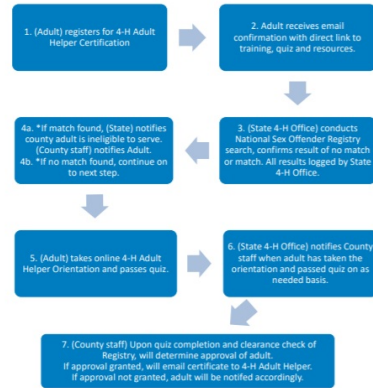 1. (Adult) registers for 4-H Adult
Helper Certification
2. Adult receives email
confirmation with direct link to
training, quiz and resources.
3. (State 4-H Office) conducts
National Sex Offender Registry
search, confirms result of no match
or match. All results logged by State
4-H Office.
4a. *If match found, (State) notifies
county adult is ineligible to serve.
(County staff) notifies Adult.
4b. *If no match found, continue on
to next step.
5. (Adult) takes online 4-H Adult
Helper Orientation and passes quiz.
6. (State 4-H Office) notifies County
staff when adult has taken the
orientation and passed quiz on as
needed basis.
7. (County staff) Upon quiz completion and clearance check of
Registry, will determine approval of adult.
If approval granted, will email certificate to 4-H Adult Helper.
If approval not granted, adult will be notifed accordingly.